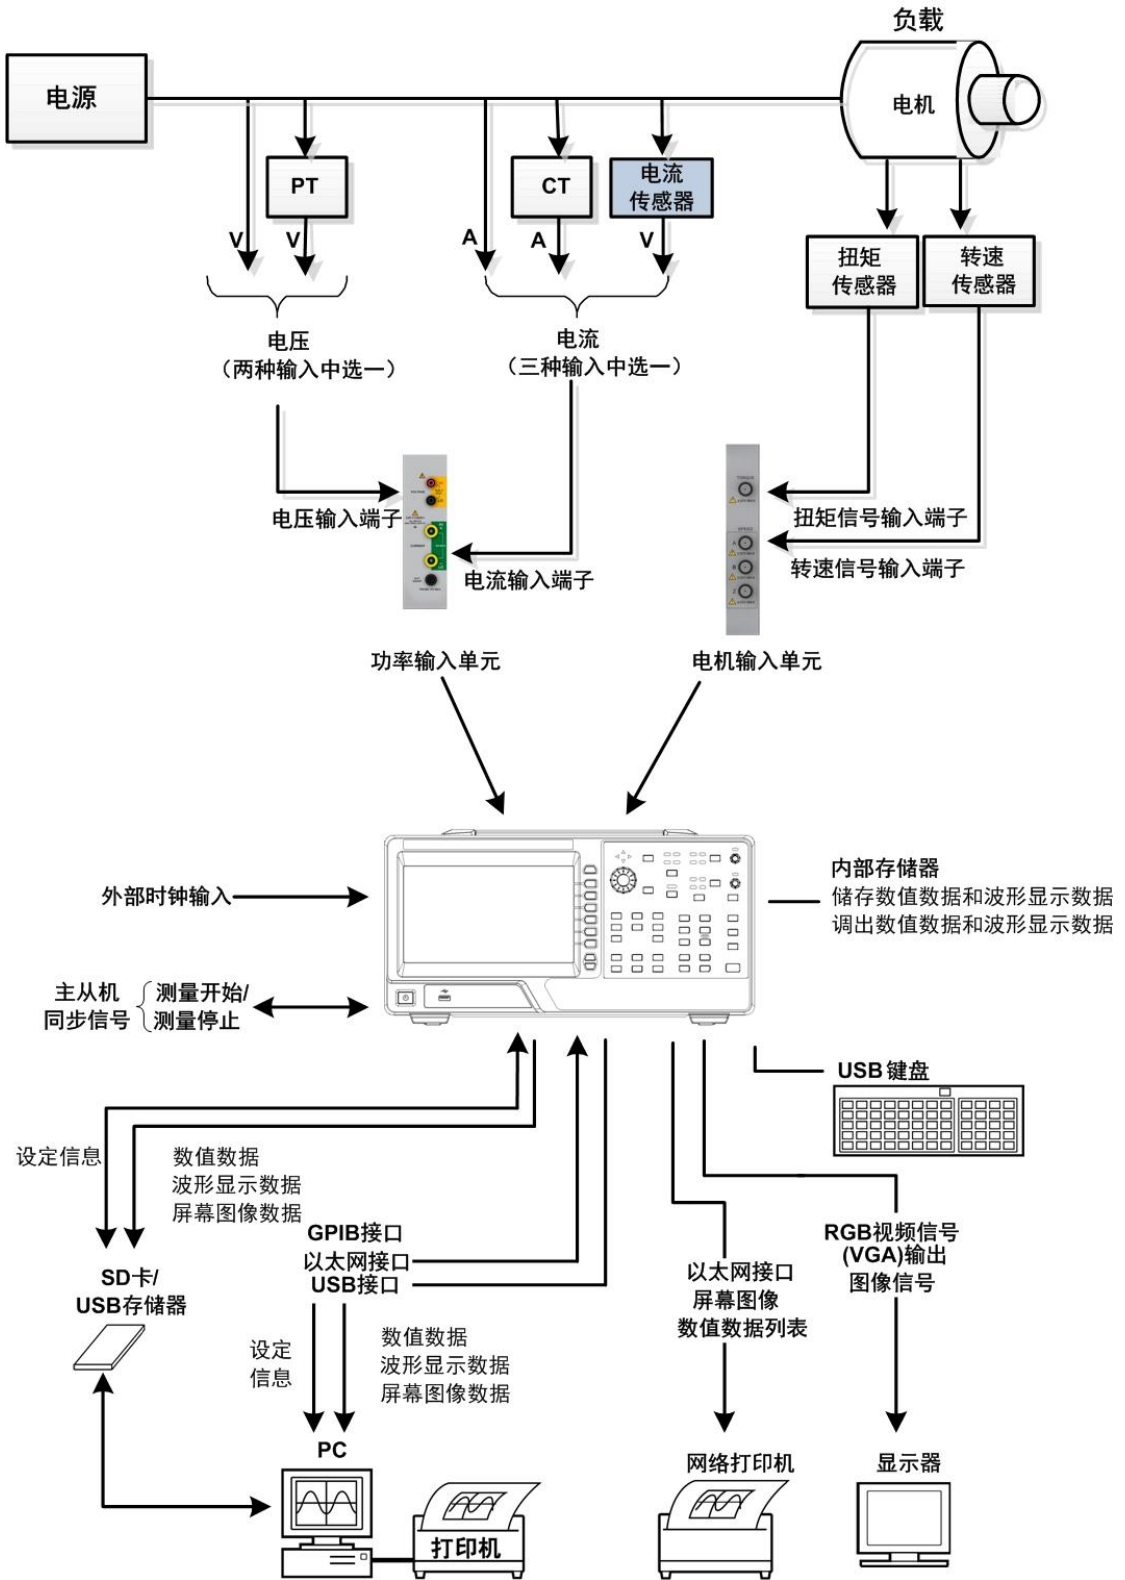 负载
电源
电机
PT
CT
电流
传感器
V
V
A
A
V
扭矩
传感器
转速
传感器
电压
（两种输入中选一）
电流
（三种输入中选一）
电压输入端子
电流输入端子
扭矩信号输入端子
转速信号输入端子
功率输入单元
电机输入单元
外部时钟输入
内部存储器
储存数值数据和波形显示数据
调出数值数据和波形显示数据
主从机
同步信号
测量开始/
测量停止
USB 键盘
设定信息
数值数据
波形显示数据
屏幕图像数据
GPIB接口
以太网接口
USB接口
SD卡/
USB存储器
RGB视频信号
(VGA)输出
图像信号
以太网接口
屏幕图像
数值数据列表
设定
信息
数值数据
波形显示数据
屏幕图像数据
PC
打印机
网络打印机
显示器